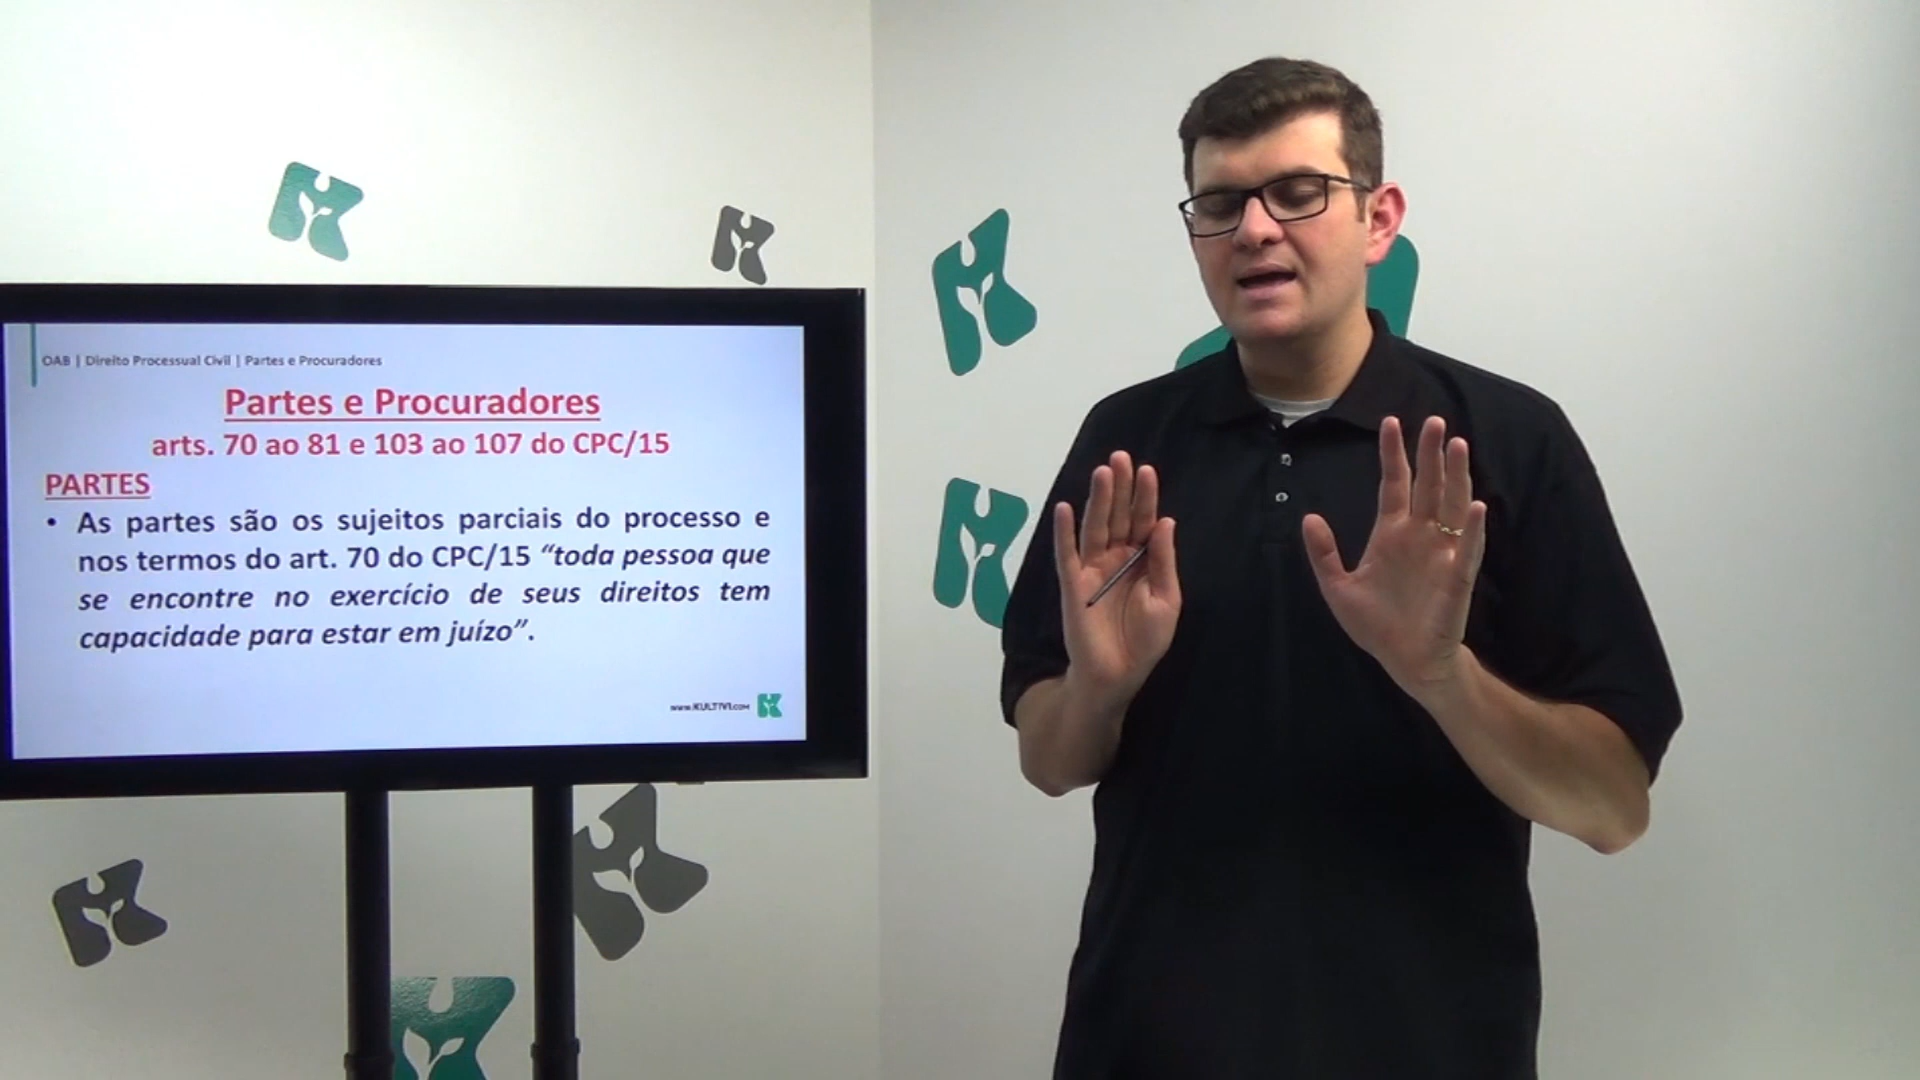 OAB | Direito Processual Civil | Partes e Procuradores
Partes e Procuradores
arts. 70 ao 81 e 103 ao 107 do CPC/15
PARTES
• As partes são os sujeitos parciais do processo e
nos termos do art. 70 do CPC/15 “toda pessoa que
se encontre no exercício de seus direitos tem
capacidade para estar em juízo”.
www.KULTIVI.COM